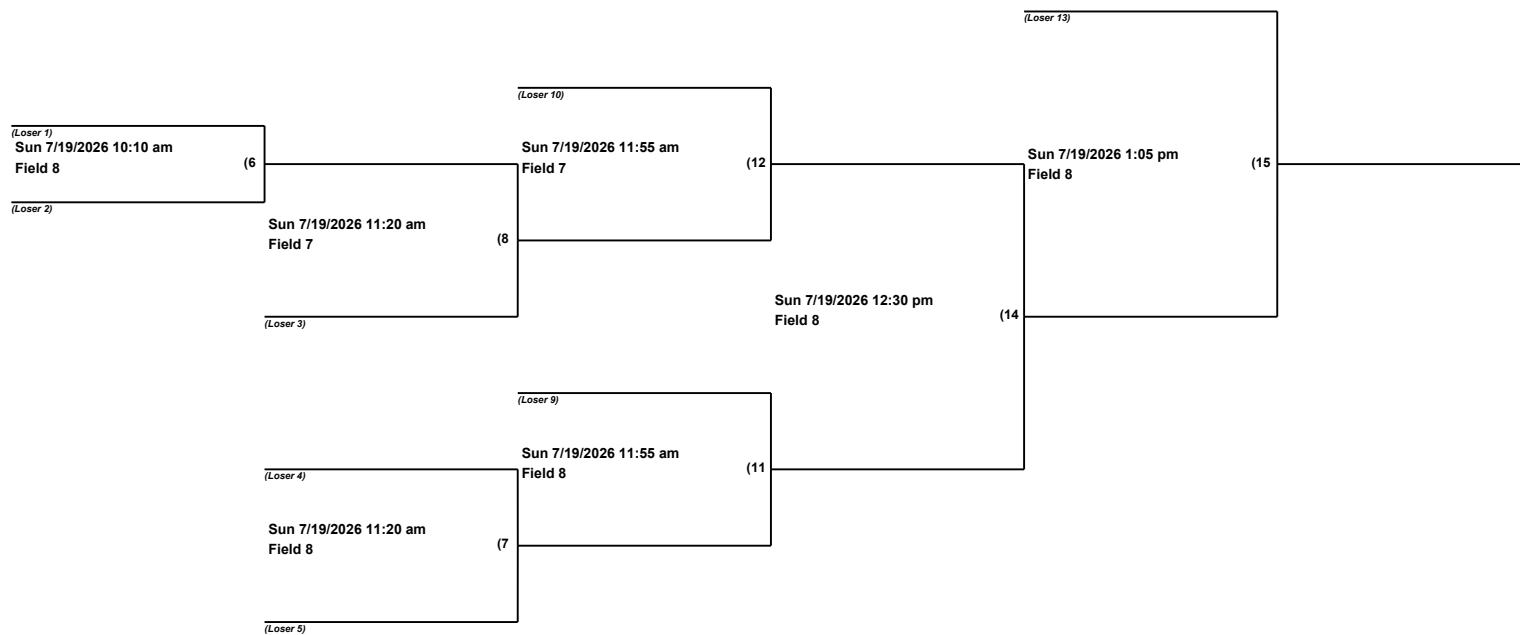 (Loser 13)
(Loser 10)
(Loser 1)
Sun 7/19/2026 10:10 am
Field 8
(6
(Loser 2)
Sun 7/19/2026 11:55 am
Field 7
(12
Sun 7/19/2026 1:05 pm
Field 8
(15
Sun 7/19/2026 11:20 am
Field 7
(8
(Loser 3)
Sun 7/19/2026 12:30 pm
Field 8
(14
(Loser 9)
Sun 7/19/2026 11:55 am
Field 8
(11
(Loser 4)
Sun 7/19/2026 11:20 am
Field 8
(7
(Loser 5)